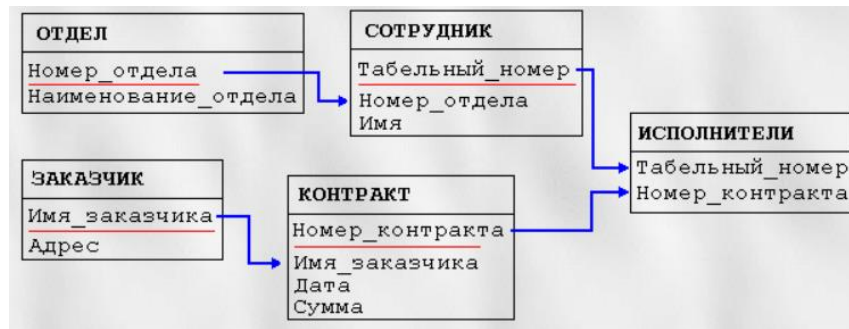 ОТДЕЛ
Номер_отдела
Наименование_отдела
СОТРУДНИК
Табельный_номер
Номер_отдела
Имя
ИСПОЛНИТЕЛИ
Табельный_номер
Номер_контракта
ЗАКАЗЧИК
Имя_заказчика
Адрес
КОНТРАКТ
Номер_контракта
Имя_заказчика
Дата
Сумма